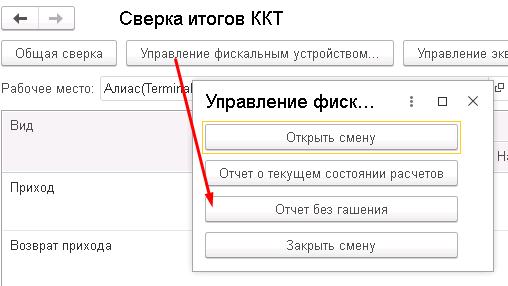 Сверка итогов ККТ
Общая сверка
Управление фискальным устройством...
Управление экв
Рабочее место:
Алиас(Terminal
Управление фиск...
Вид
Открыть смену
На
Отчет о текущем состоянии расчетов
Приход
Отчет без гашения
Возврат прихода
Закрыть смену